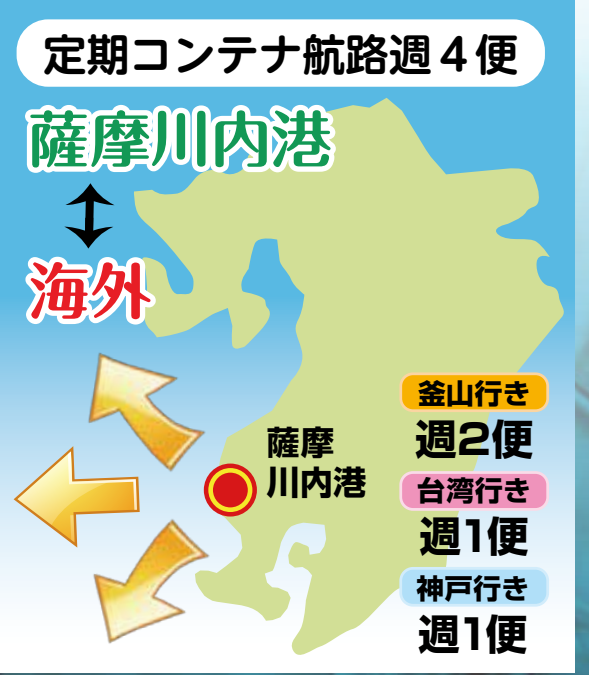 定期コンテナ航路週4便
薩摩川内港
海外
薩摩
川内港
釜山行き
週2便
台湾行き
週1便
神戸行き
週1便